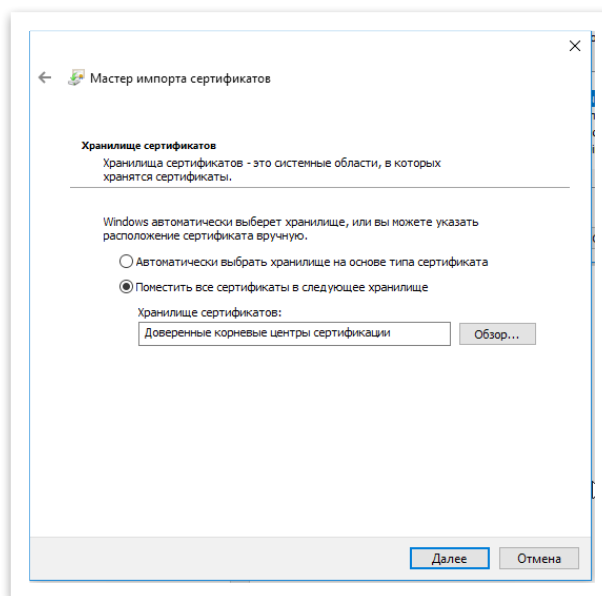 Мастер импорта сертификатов
Хранилище сертификатов
Хранилища сертификатов - это системные области, в которых
хранятся сертификаты.
Windows автоматически выберет хранилище, или вы можете указать
расположение сертификата вручную.
Автоматически выбрать хранилище на основе типа сертификата
Поместить все сертификаты в следующее хранилище
Хранилище сертификатов:
Доверенные корневые центры сертификации
Обзор...
Далее
Отмена